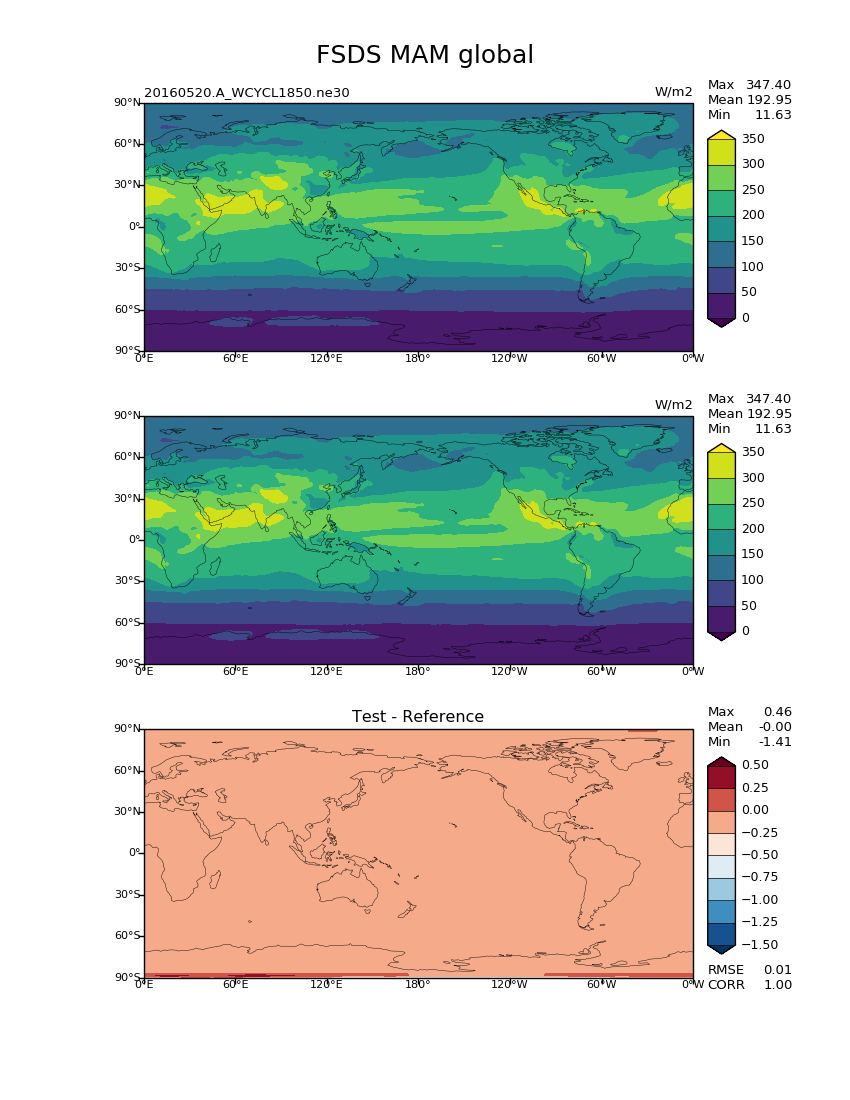 FSDS MAM global
20160520.A_WCYCL1850.ne30
W/m2
Max 347.40
Mean 192.95
Min 11.63
90°N
60°N
30°N
0°
30°S
60°S
90°S
0°E 60°E 120°E 180° 120°W 60°W 0°W
350
300
250
200
150
100
50
0
W/m2
Max 347.40
Mean 192.95
Min 11.63
90°N
60°N
30°N
0°
30°S
60°S
90°S
0°E 60°E 120°E 180° 120°W 60°W 0°W
350
300
250
200
150
100
50
0
Test - Reference
Max 0.46
Mean -0.00
Min -1.41
90°N
60°N
30°N
0°
30°S
60°S
90°S
0°E 60°E 120°E 180° 120°W 60°W 0°W
0.50
0.25
0.00
−0.25
−0.50
−0.75
−1.00
−1.25
−1.50
RMSE 0.01
CORR 1.00